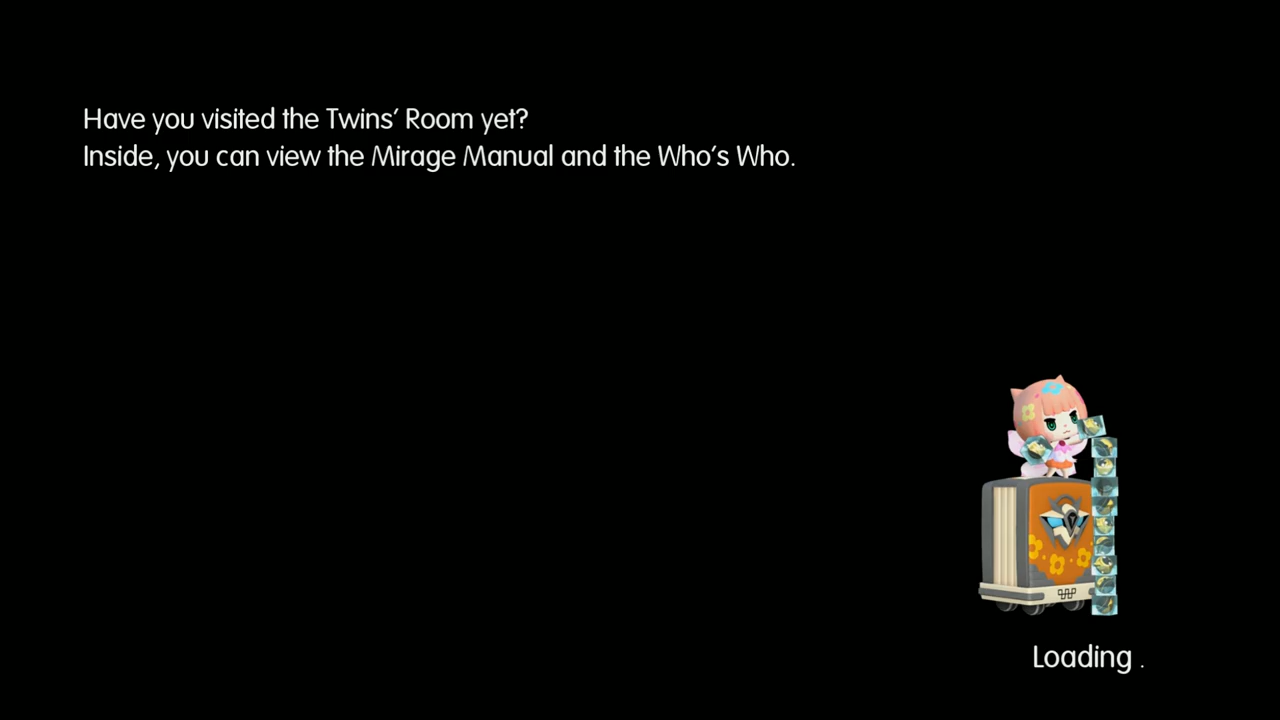 Have you visited the Twins’ Room yet?
Inside, you can view the Mirage Manual and the Who’s Who.
Loading .